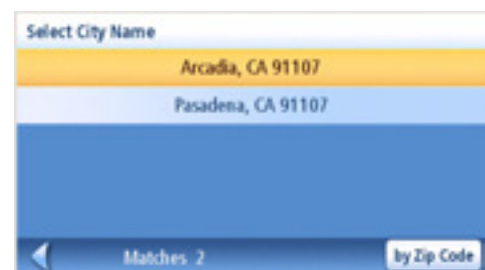 Select City Name
Arcadia, CA 91107
Pasadena, CA 91107
Matches 2
by Zip Code